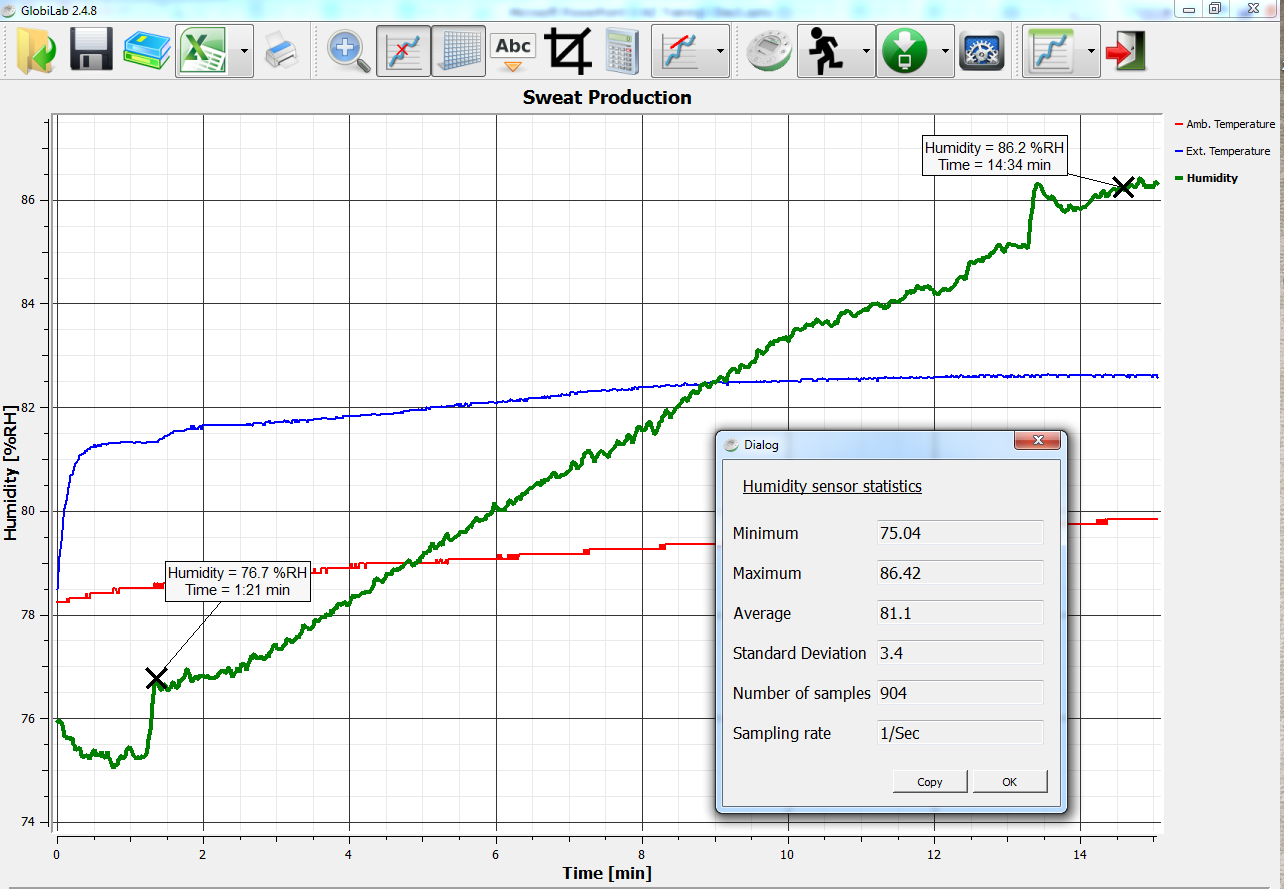 GlobiLab 2.4.8
Abc
Sweat Production
Humidity = 86.2 %RH
Time = 14:34 min
Amb. Temperature
Ext. Temperature
Humidity
86
84
82
80
78
76
74
Humidity [%RH]
Humidity = 76.7 %RH
Time = 1:21 min
Dialog
Humidity sensor statistics
Minimum 75.04
Maximum 86.42
Average 81.1
Standard Deviation 3.4
Number of samples 904
Sampling rate 1/Sec
Copy OK
0 2 4 6 8 10 12 14
Time [min]